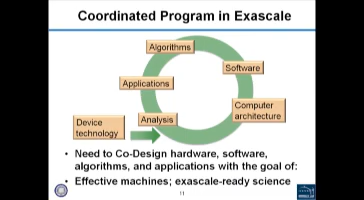 Coordinated Program in Exascale
Algorithms
Software
Applications
Computer
architecture
Analysis
Device
technology
• Need to Co-Design hardware, software,
algorithms, and applications with the goal of:
• Effective machines; exascale-ready science
11